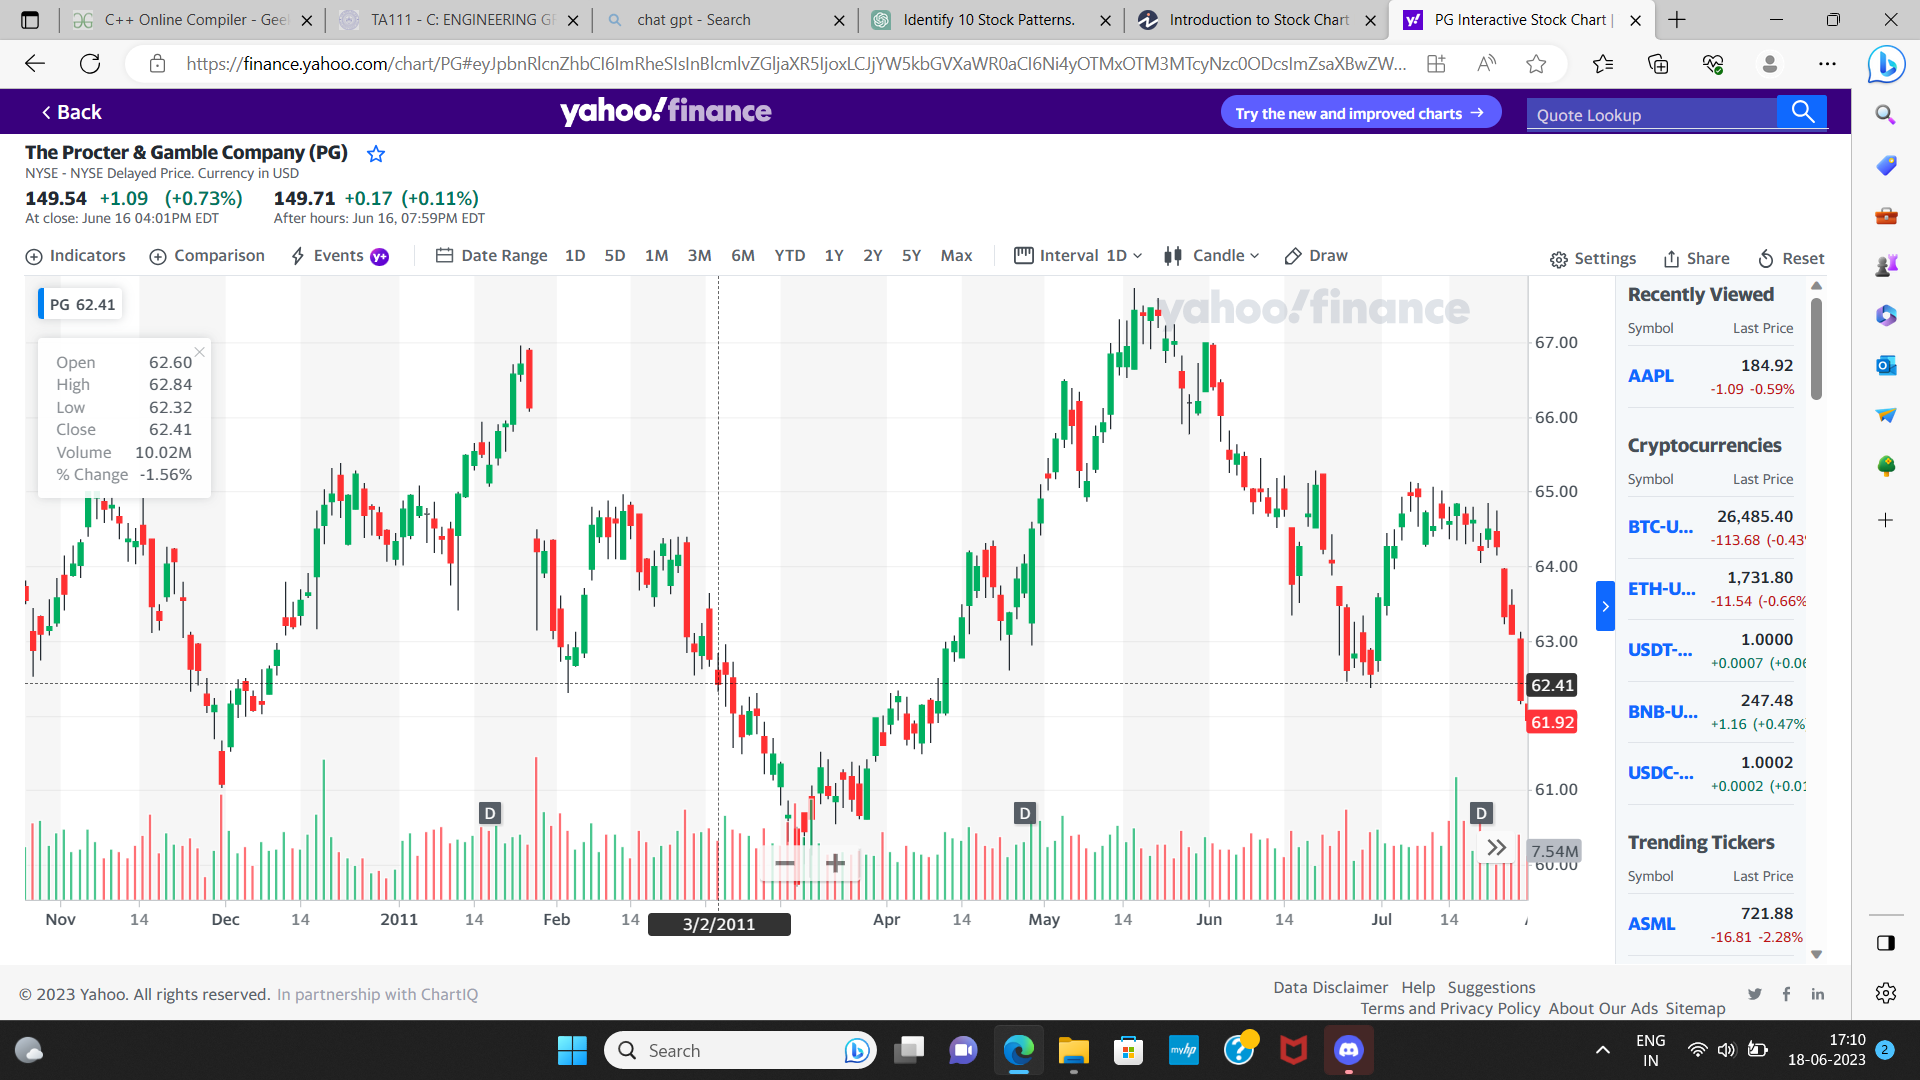 C++ Online Compiler - Gee
TA111 - C: ENGINEERING GR
chat gpt - Search
Identify 10 Stock Patterns.
Introduction to Stock Chart
PG Interactive Stock Chart |
yahoo!finance
Back
Try the new and improved charts →
Quote Lookup
The Procter & Gamble Company (PG)
NYSE - NYSE Delayed Price. Currency in USD
149.54 +1.09 (+0.73%) 149.71 +0.17 (+0.11%)
At close: June 16 04:01PM EDT After hours: Jun 16, 07:59PM EDT
Indicators Comparison Events y+ Date Range 1D 5D 1M 3M 6M YTD 1Y 2Y 5Y Max Interval 1D Candle Draw Settings Share Reset
PG 62.41
yahoo!finance
Open 62.60
High 62.84
Low 62.32
Close 62.41
Volume 10.02M
% Change -1.56%
67.00
66.00
65.00
64.00
63.00
62.41
61.92
61.00
7.54M
60.00
D D D
Nov 14 Dec 14 2011 14 Feb 14 3/2/2011 Apr 14 May 14 Jun 14 Jul 14
Recently Viewed
Symbol Last Price
AAPL 184.92
-1.09 -0.59%
Cryptocurrencies
Symbol Last Price
BTC-U... 26,485.40
-113.68 (-0.43
ETH-U... 1,731.80
-11.54 (-0.66%
USDT-... 1.0000
+0.0007 (+0.06
BNB-U... 247.48
+1.16 (+0.47%
USDC-... 1.0002
+0.0002 (+0.01
Trending Tickers
Symbol Last Price
ASML 721.88
-16.81 -2.28%
© 2023 Yahoo. All rights reserved. In partnership with ChartIQ
Data Disclaimer Help Suggestions
Terms and Privacy Policy About Our Ads Sitemap
Search
myhp
ENG
IN
17:10
18-06-2023
2